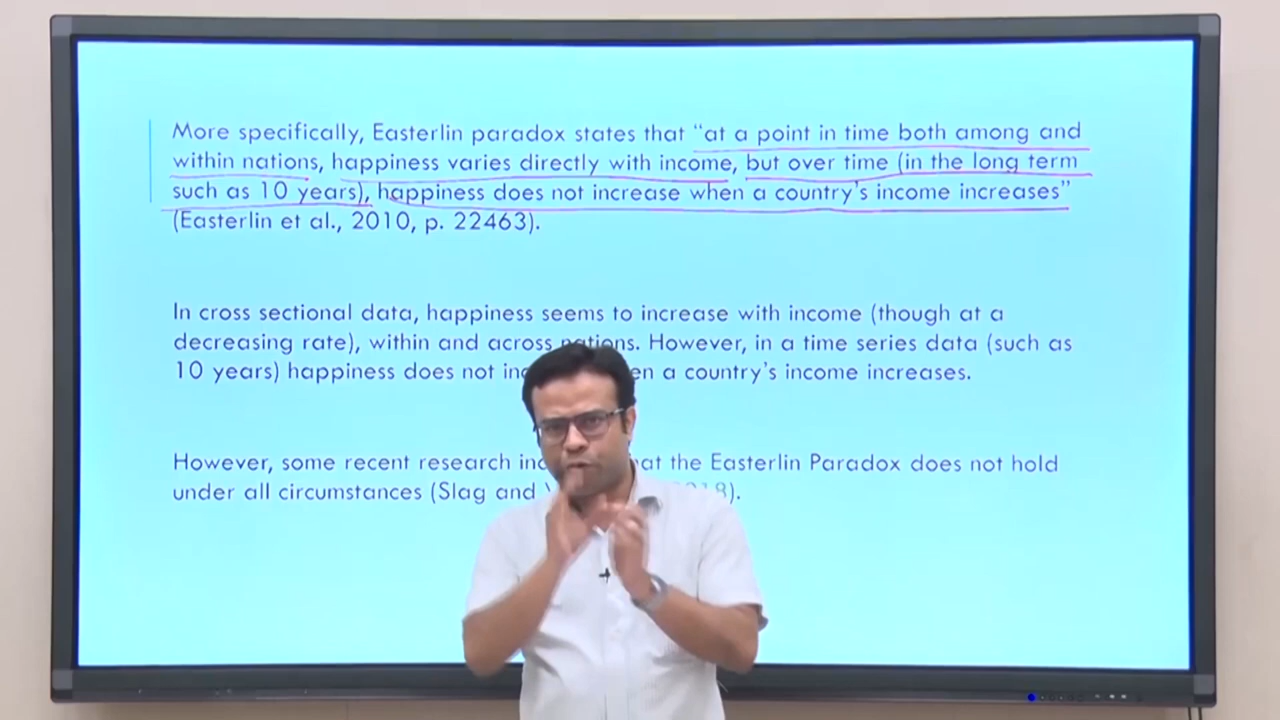 More specifically, Easterlin paradox states that “at a point in time both among and
within nations, happiness varies directly with income, but over time (in the long term
such as 10 years), happiness does not increase when a country’s income increases”
(Easterlin et al., 2010, p. 22463).
In cross sectional data, happiness seems to increase with income (though at a
decreasing rate), within and across nations. However, in a time series data (such as
10 years) happiness does not a country’s income increases.
However, some recent research the Easterlin Paradox does not hold
under all circumstances (Slag and